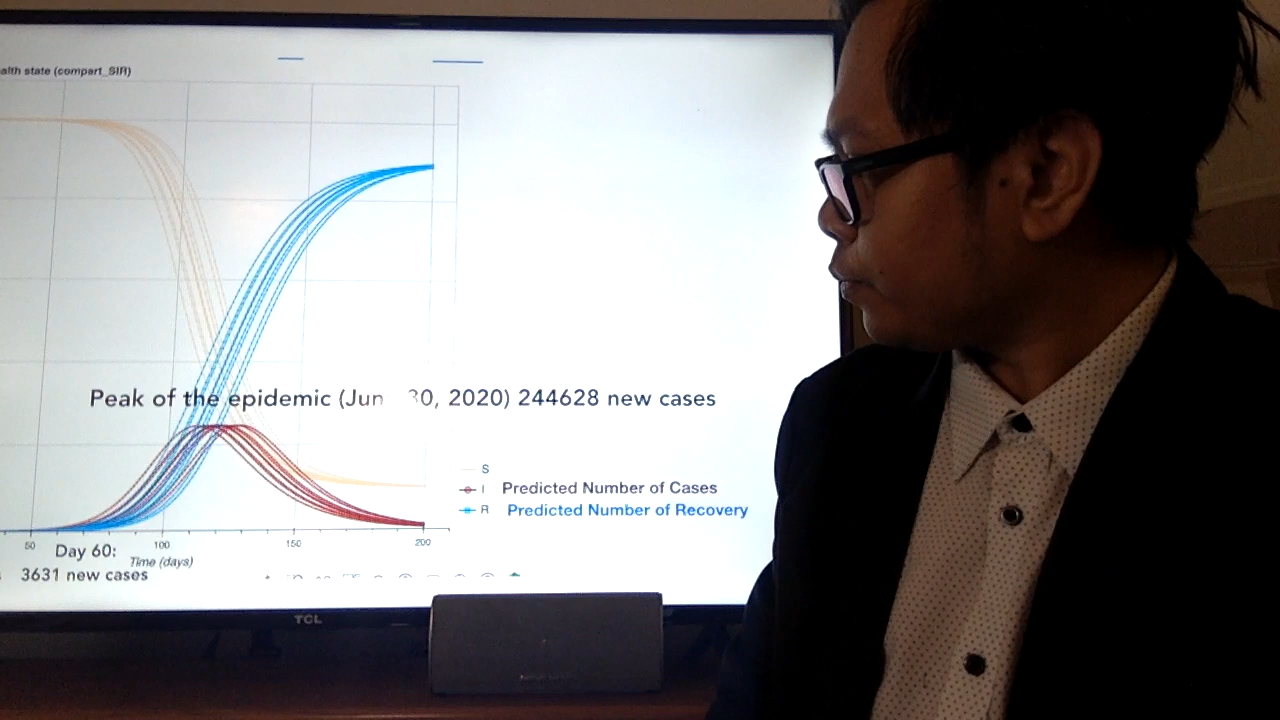 alth state (compart_SIR)
Peak of the epidemic (Jun 30, 2020) 244628 new cases
S
I Predicted Number of Cases
R Predicted Number of Recovery
50 100 150 200
Day 60:
Time (days)
3631 new cases
TCL